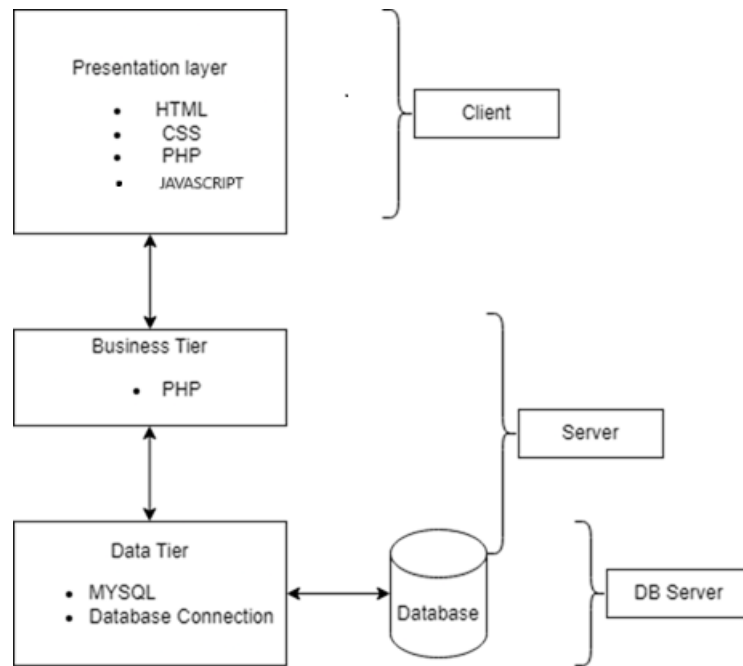 Presentation layer
• HTML
• CSS
• PHP
• JAVASCRIPT
Client
Business Tier
• PHP
Server
Data Tier
• MYSQL
• Database Connection
Database
DB Server